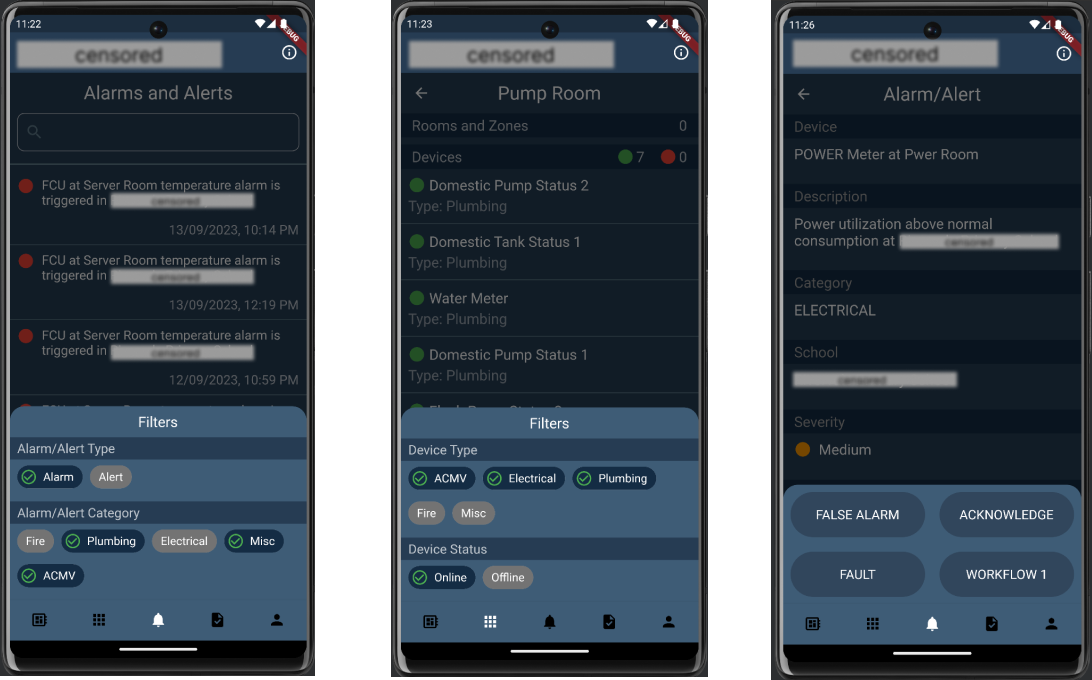 11:22
DEBUG
censored
Alarms and Alerts
FCU at Server Room temperature alarm is
triggered in censored
13/09/2023, 10:14 PM
FCU at Server Room temperature alarm is
triggered in censored
13/09/2023, 12:19 PM
FCU at Server Room temperature alarm is
triggered in censored
12/09/2023, 10:59 PM
Filters
Alarm/Alert Type
Alarm Alert
Alarm/Alert Category
Fire Plumbing Electrical Misc
ACMV
11:23
DEBUG
censored
Pump Room
Rooms and Zones 0
Devices 7 0
Domestic Pump Status 2
Type: Plumbing
Domestic Tank Status 1
Type: Plumbing
Water Meter
Type: Plumbing
Domestic Pump Status 1
Type: Plumbing
Filters
Device Type
ACMV Electrical Plumbing
Fire Misc
Device Status
Online Offline
11:26
DEBUG
censored
Alarm/Alert
Device
POWER Meter at Pwer Room
Description
Power utilization above normal
consumption at censored
Category
ELECTRICAL
School
censored
Severity
Medium
FALSE ALARM ACKNOWLEDGE
FAULT WORKFLOW 1